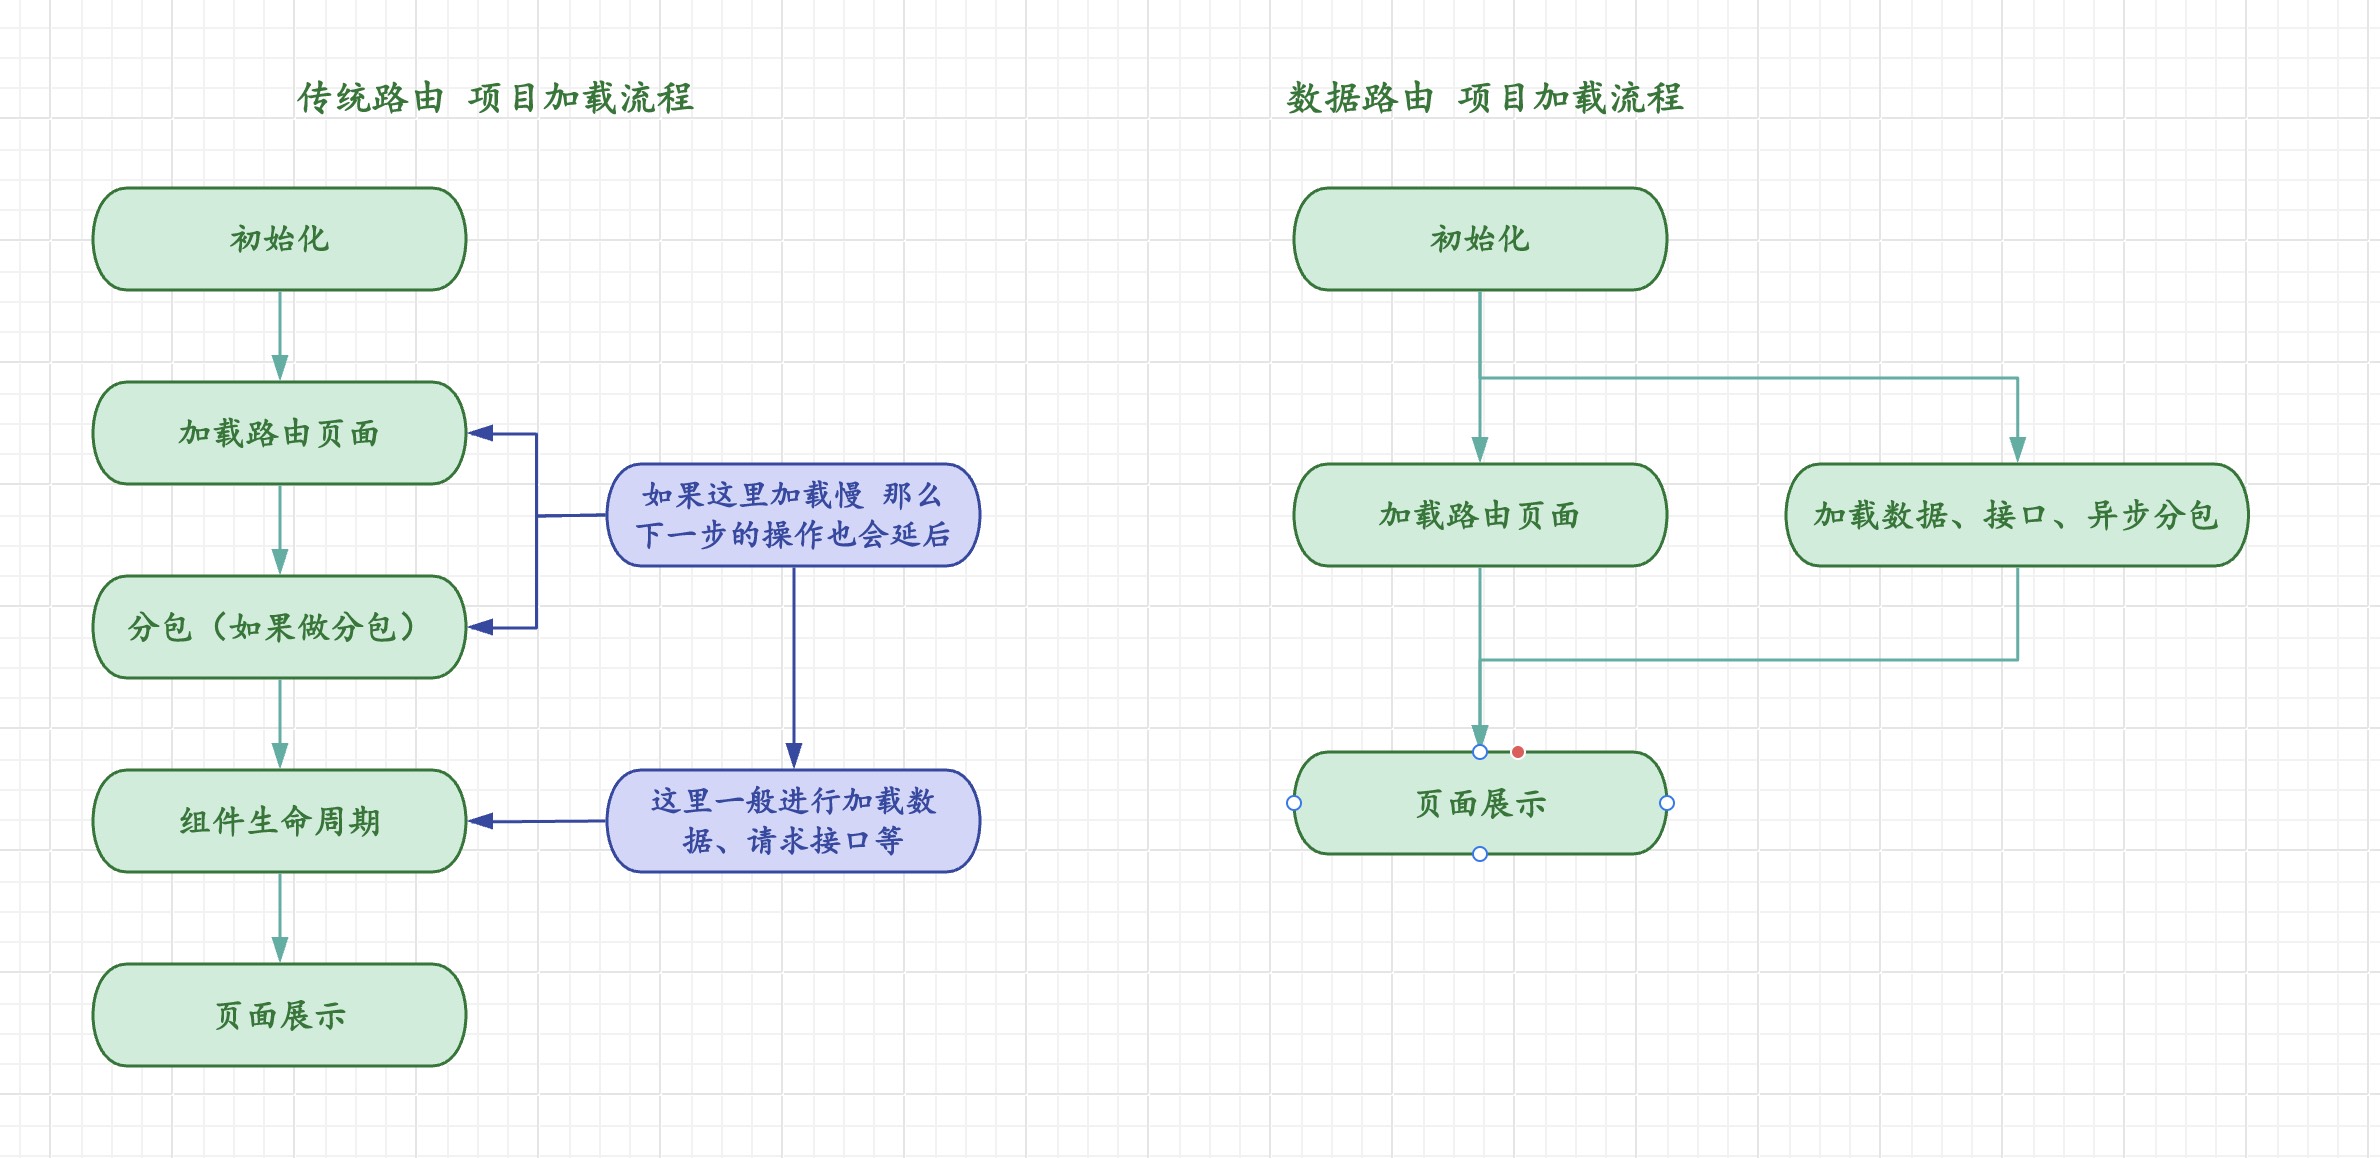 传统路由 项目加载流程
初始化
加载路由页面
分包（如果做分包）
组件生命周期
页面展示
如果这里加载慢 那么
下一步的操作也会延后
这里一般进行加载数
据、请求接口等
数据路由 项目加载流程
初始化
加载路由页面
加载数据、接口、异步分包
页面展示